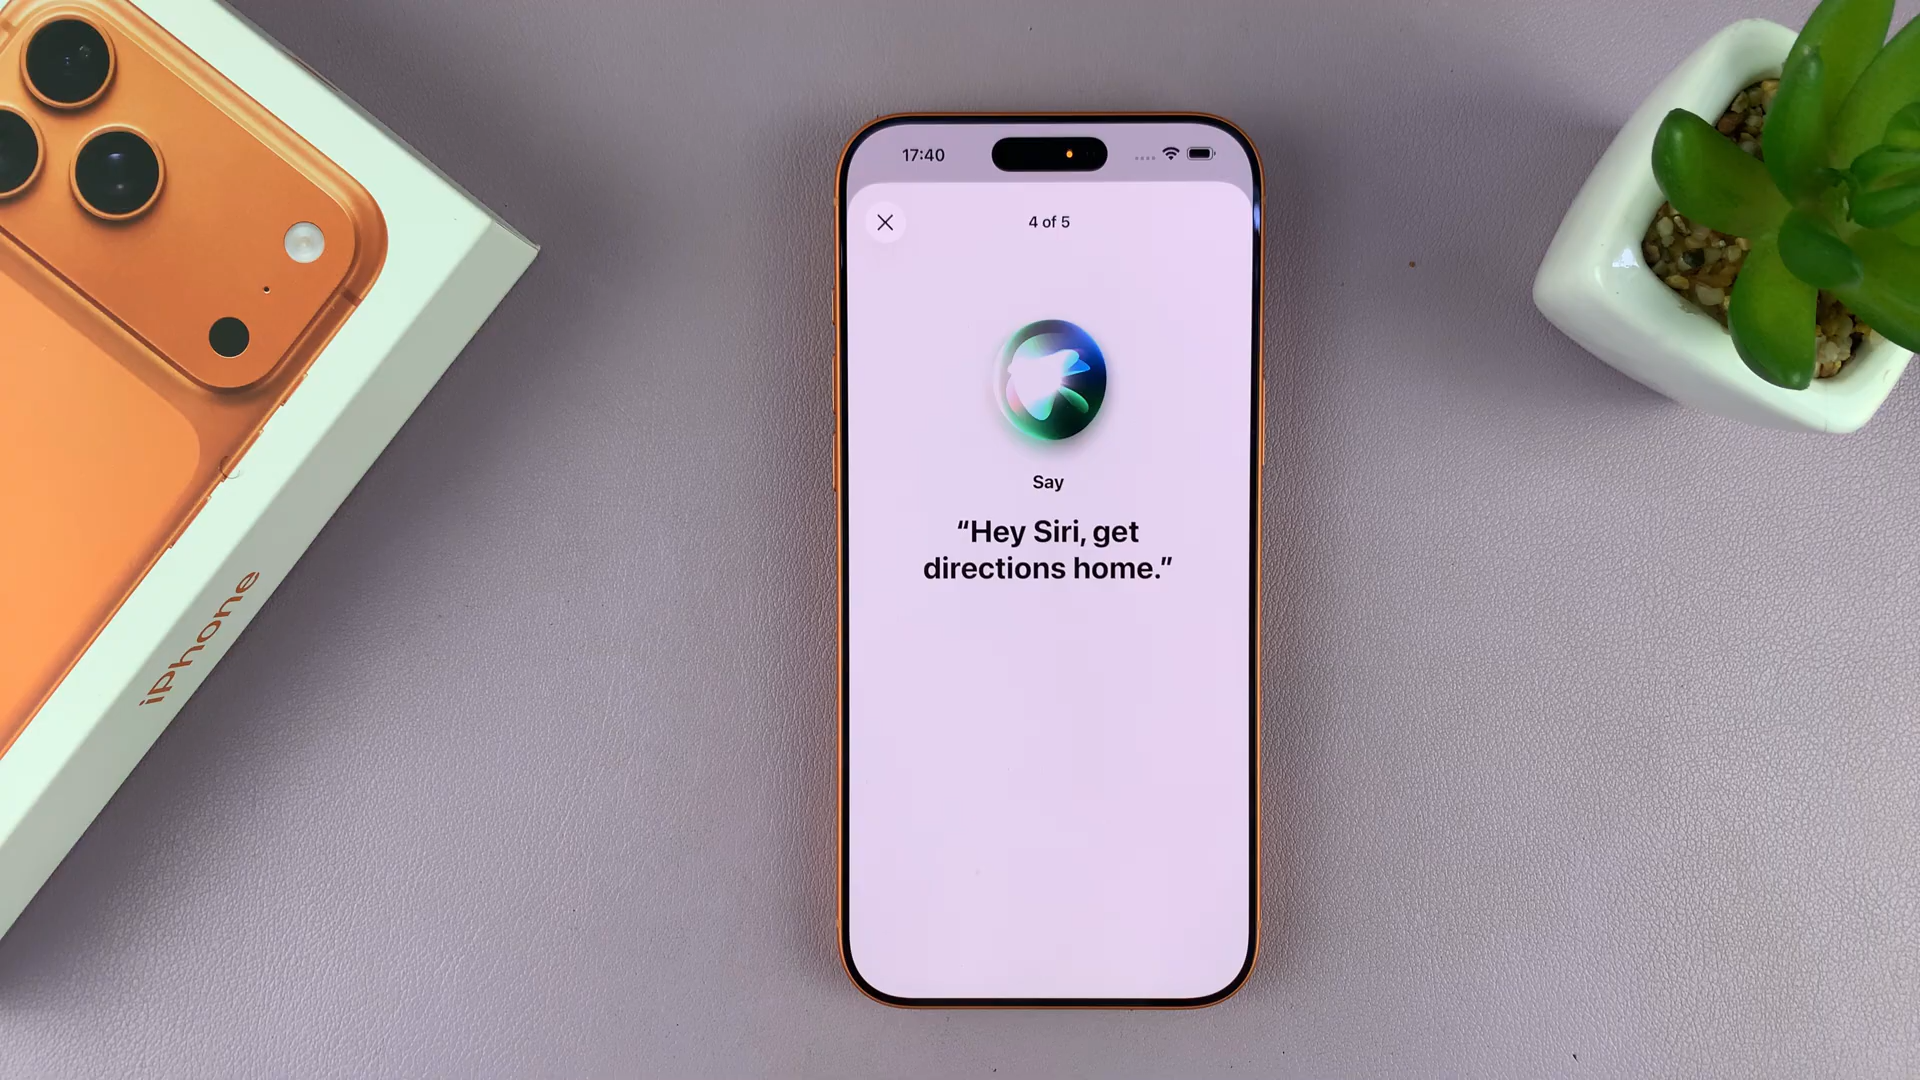 17:40
4 of 5
Say
“Hey Siri, get
directions home.”
iPhone